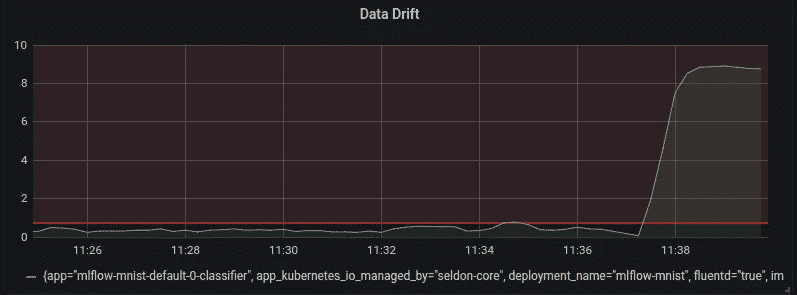 Data Drift
10
8
6
4
2
0
11:26 11:28 11:30 11:32 11:34 11:36 11:38
{app="mlflow-mnist-default-0-classifier", app_kubernetes_io_managed_by="seldon-core", deployment_name="mlflow-mnist", fluentd="true", im